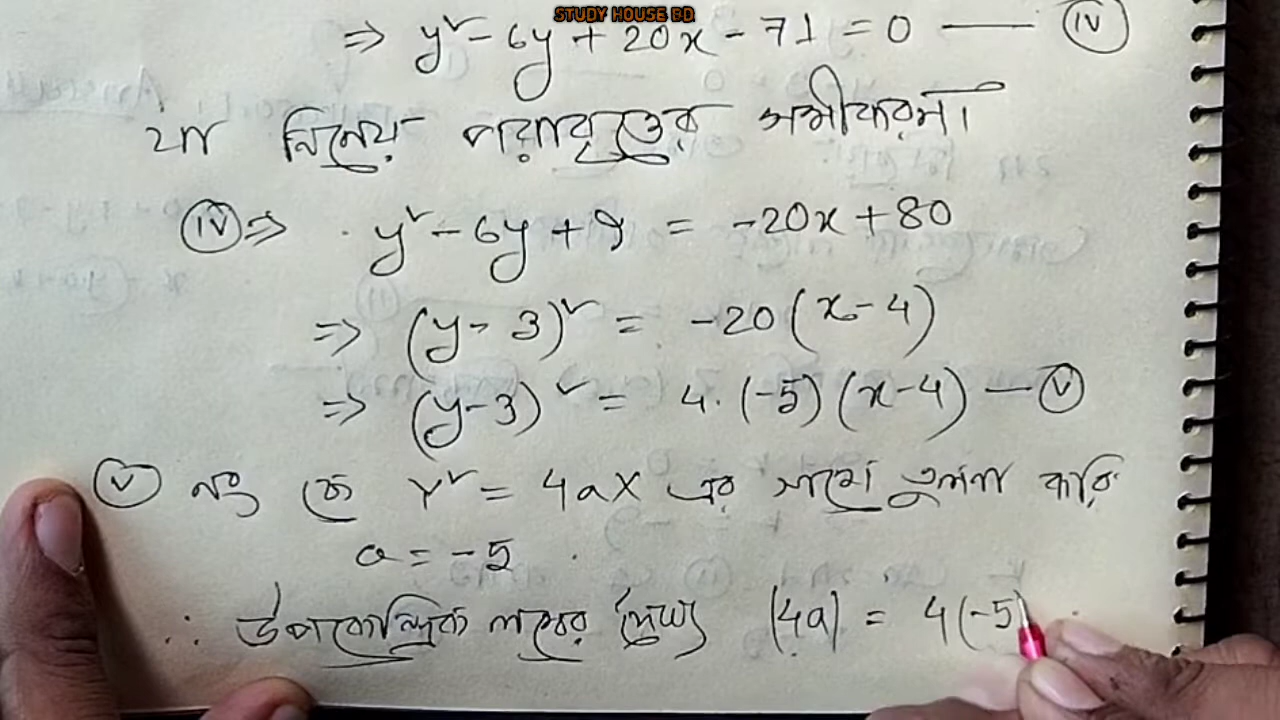 STUDY HOUSE BD
⇒ y² - 6y + 20x - 71 = 0 — (iv)
যা নির্ণেয় পরাবৃত্তের সমীকরণ।
(iv) ⇒ y² - 6y + 9 = -20x + 80
⇒ (y - 3)² = -20(x - 4)
⇒ (y - 3)² = 4·(-5)(x - 4) — (v)
(v) নং কে Y² = 4aX এর সাথে তুলনা করি
a = -5
∴ উপকেন্দ্রিক লম্বের দৈর্ঘ্য |4a| = 4(-5)